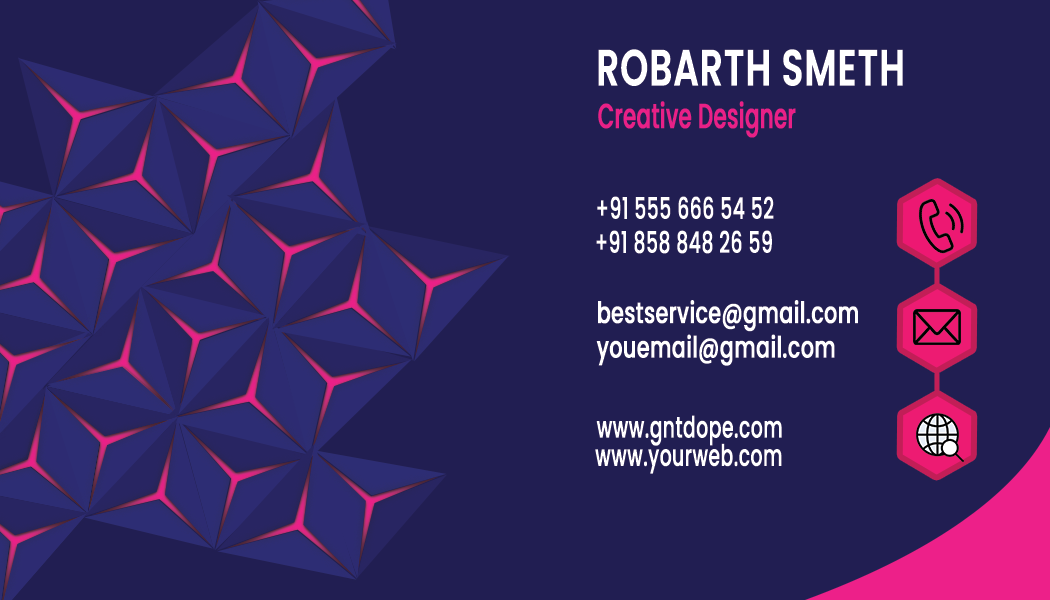 ROBARTH SMETH
Creative Designer
+91 555 666 54 52
+91 858 848 26 59
bestservice@gmail.com
youemail@gmail.com
www.gntdope.com
www.yourweb.com